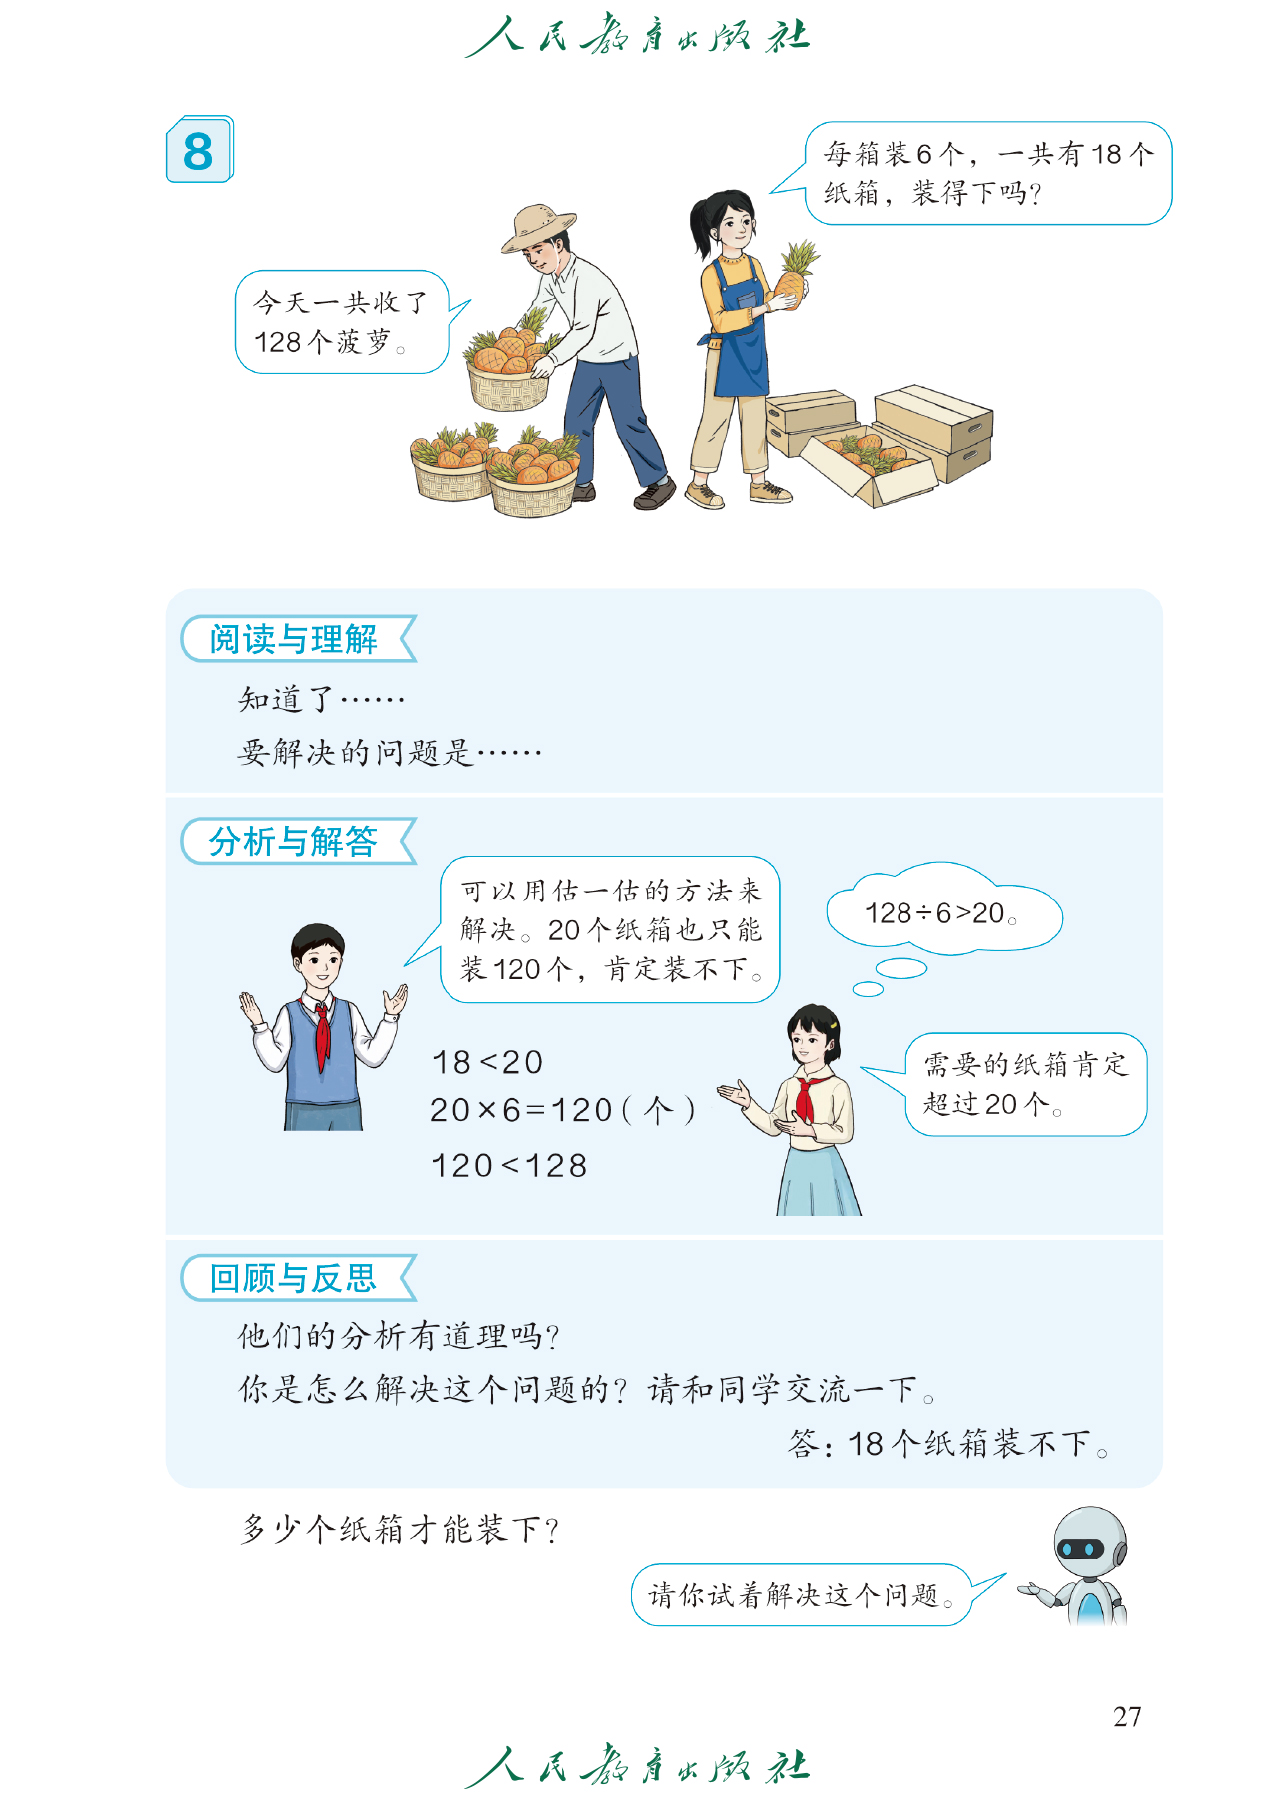 人民教育出版社
8
每箱装6个，一共有18个
纸箱，装得下吗？
今天一共收了
128个菠萝。
阅读与理解
知道了……
要解决的问题是……
分析与解答
可以用估一估的方法来
解决。20个纸箱也只能
装120个，肯定装不下。
128÷6>20。
18<20
20×6=120（个）
120<128
需要的纸箱肯定
超过20个。
回顾与反思
他们的分析有道理吗？
你是怎么解决这个问题的？请和同学交流一下。
答：18个纸箱装不下。
多少个纸箱才能装下？
请你试着解决这个问题。
27
人民教育出版社